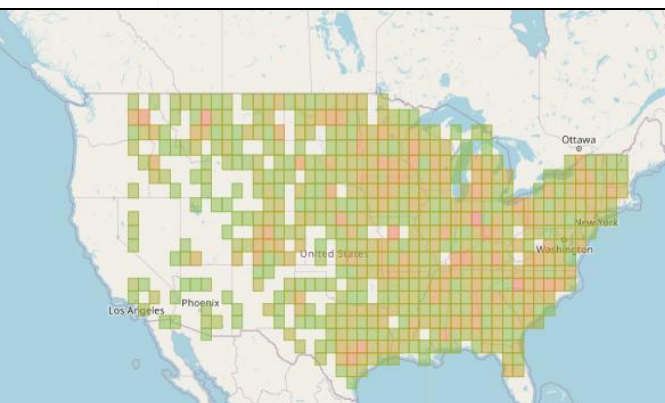 Ottawa
New York
Washington
United States
Los Angeles
Phoenix